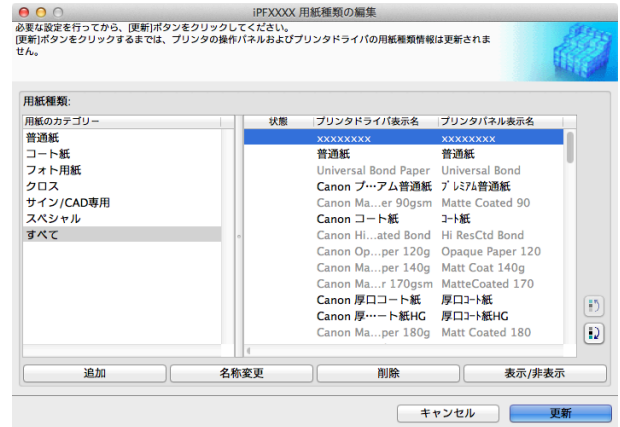 iPFXXXX 用紙種類の編集
必要な設定を行ってから、[更新]ボタンをクリックしてください。
[更新]ボタンをクリックするまでは、プリンタの操作パネルおよびプリンタドライバの用紙種類情報は更新されま
せん。
用紙種類:
用紙のカテゴリー
普通紙
コート紙
フォト用紙
クロス
サイン/CAD専用
スペシャル
すべて
状態 プリンタドライバ表示名 プリンタパネル表示名
xxxxxxxx xxxxxxxx
普通紙 普通紙
Universal Bond Paper Universal Bond
Canon プ…アム普通紙 プレミアム普通紙
Canon Ma…er 90gsm Matte Coated 90
Canon コート紙 コート紙
Canon Hi…ated Bond Hi ResCtd Bond
Canon Op…per 120g Opaque Paper 120
Canon Ma…per 140g Matt Coat 140g
Canon Ma…r 170gsm MatteCoated 170
Canon 厚口コート紙 厚口コート紙
Canon 厚…ート紙HG 厚口コート紙HG
Canon Ma…per 180g Matt Coated 180
追加 名称変更 削除 表示/非表示
キャンセル 更新